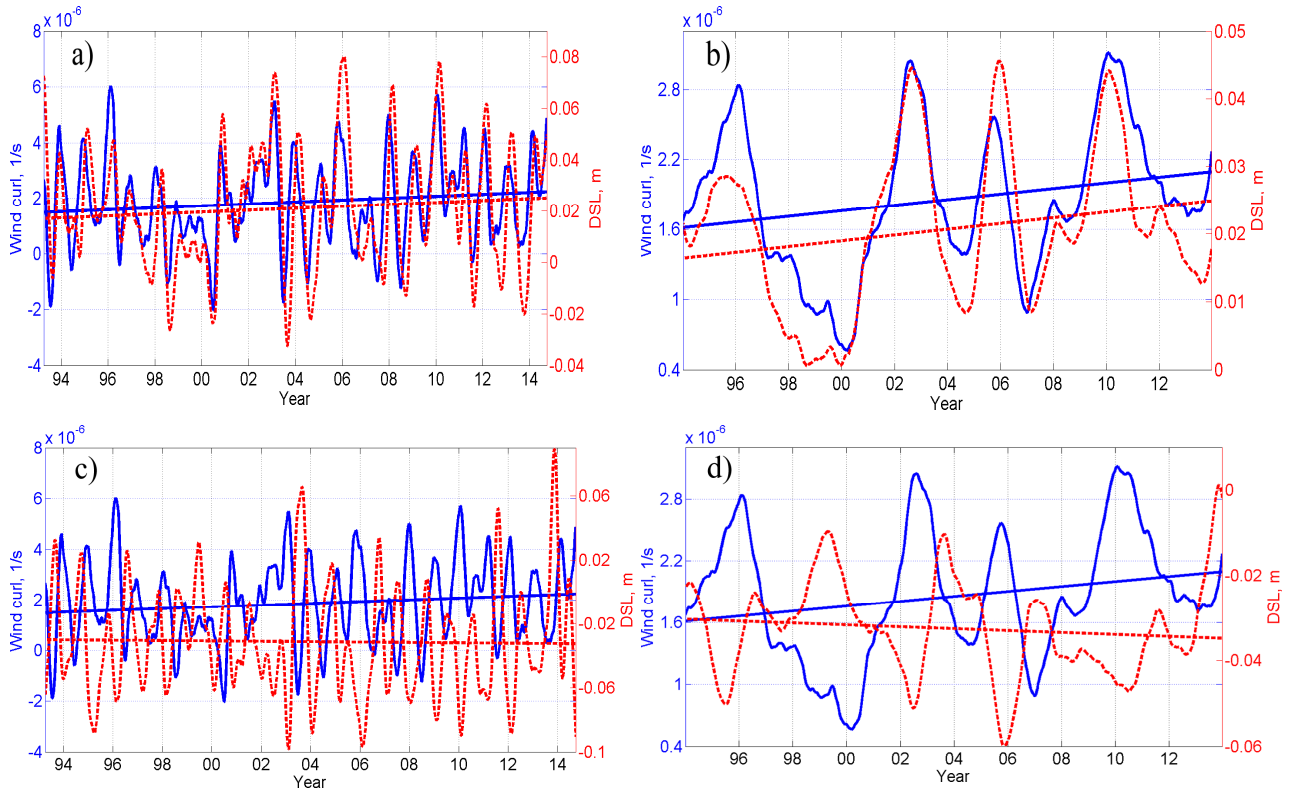 x 10⁻⁶
a)
8
6
4
2
0
-2
-4
Wind curl, 1/s
0.08
0.06
0.04
0.02
0
-0.02
-0.04
DSL, m
94 96 98 00 02 04 06 08 10 12 14
Year
x 10⁻⁶
b)
2.8
2.2
1.6
1
0.4
Wind curl, 1/s
0.05
0.04
0.03
0.02
0.01
0
DSL, m
96 98 00 02 04 06 08 10 12
Year
x 10⁻⁶
c)
8
6
4
2
0
-2
-4
Wind curl, 1/s
0.06
0.02
-0.02
-0.06
-0.1
DSL, m
94 96 98 00 02 04 06 08 10 12 14
Year
x 10⁻⁶
d)
2.8
2.2
1.6
1
0.4
Wind curl, 1/s
0
-0.02
-0.04
-0.06
DSL, m
96 98 00 02 04 06 08 10 12
Year